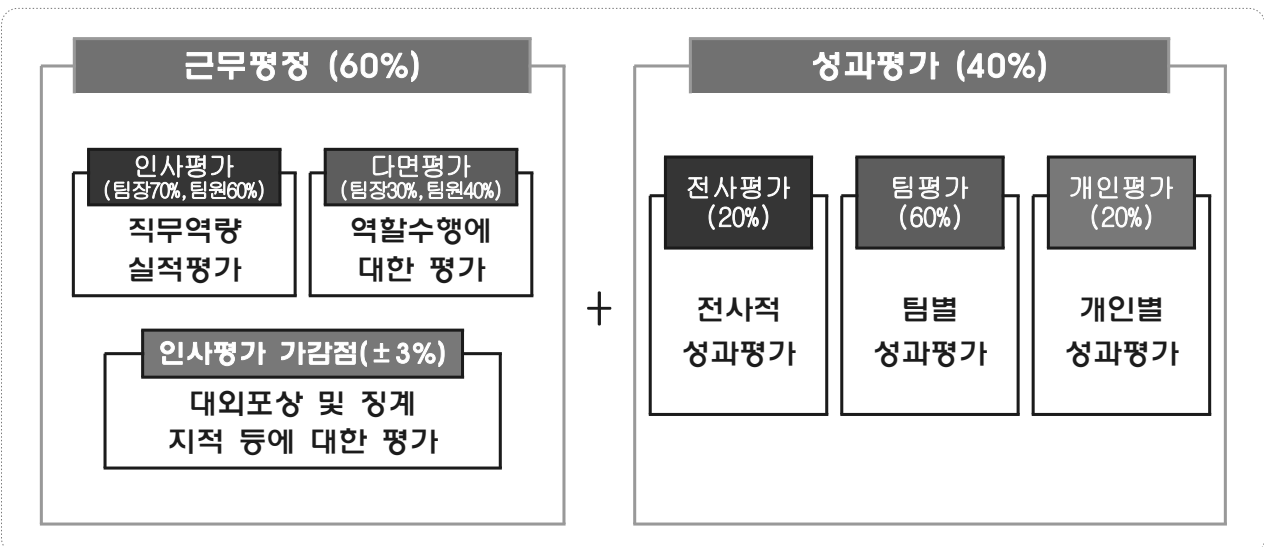 근무평정 (60%)
인사평가
(팀장70%, 팀원60%)
직무역량
실적평가
다면평가
(팀장30%, 팀원40%)
역할수행에
대한 평가
인사평가 가감점(±3%)
대외포상 및 징계
지적 등에 대한 평가
+
성과평가 (40%)
전사평가
(20%)
전사적
성과평가
팀평가
(60%)
팀별
성과평가
개인평가
(20%)
개인별
성과평가